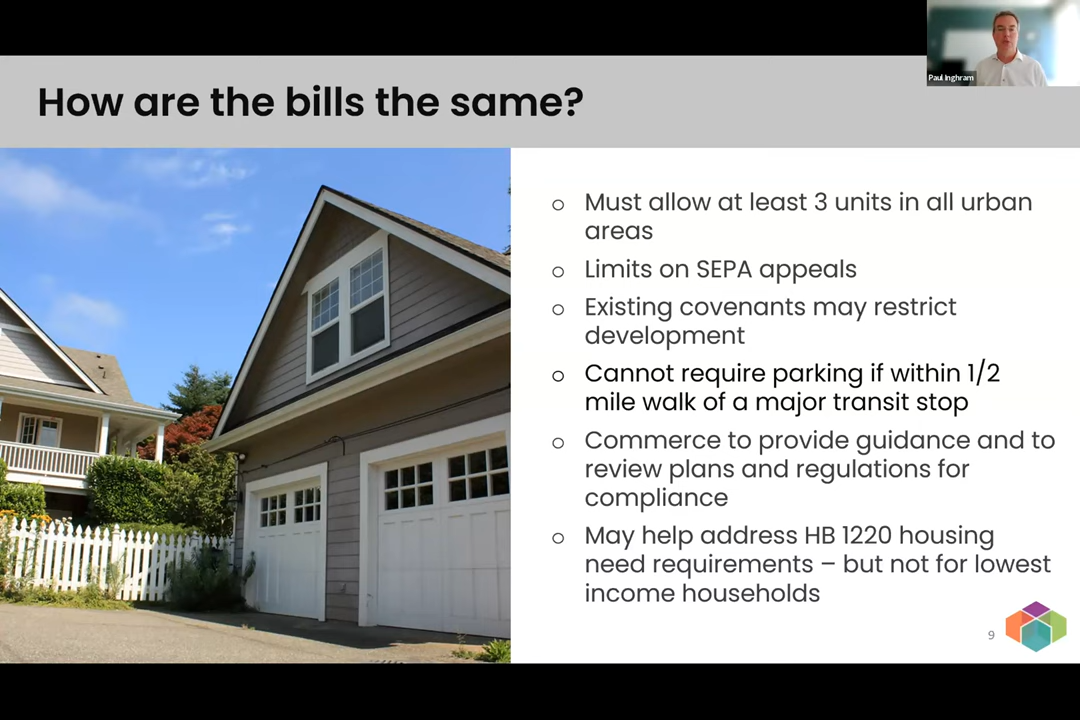 Paul Inghram
How are the bills the same?
o Must allow at least 3 units in all urban
areas
o Limits on SEPA appeals
o Existing covenants may restrict
development
o Cannot require parking if within 1/2
mile walk of a major transit stop
o Commerce to provide guidance and to
review plans and regulations for
compliance
o May help address HB 1220 housing
need requirements – but not for lowest
income households
9